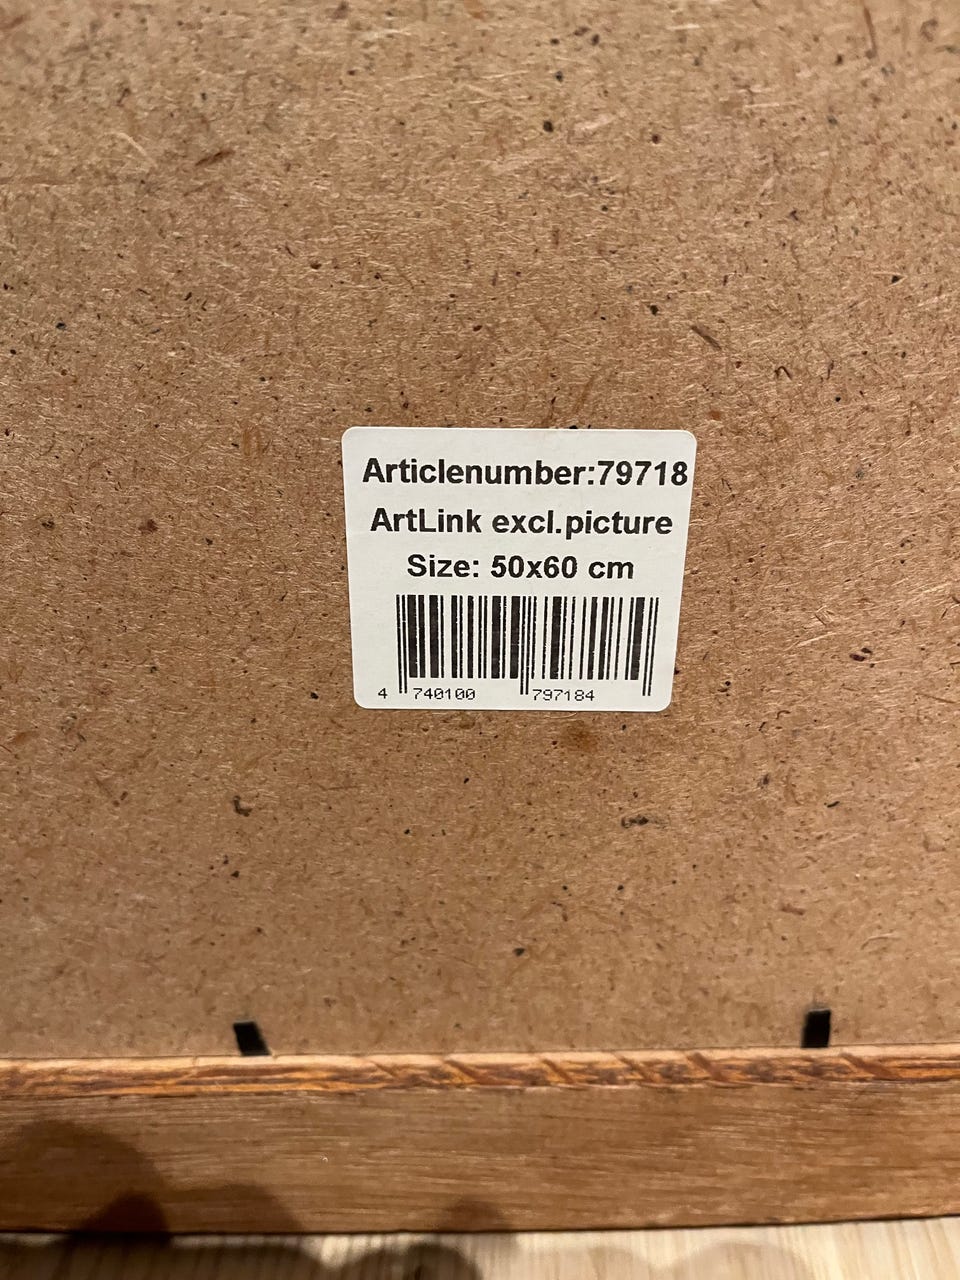 Articlenumber:79718
ArtLink excl.picture
Size: 50x60 cm
4 740100 797184